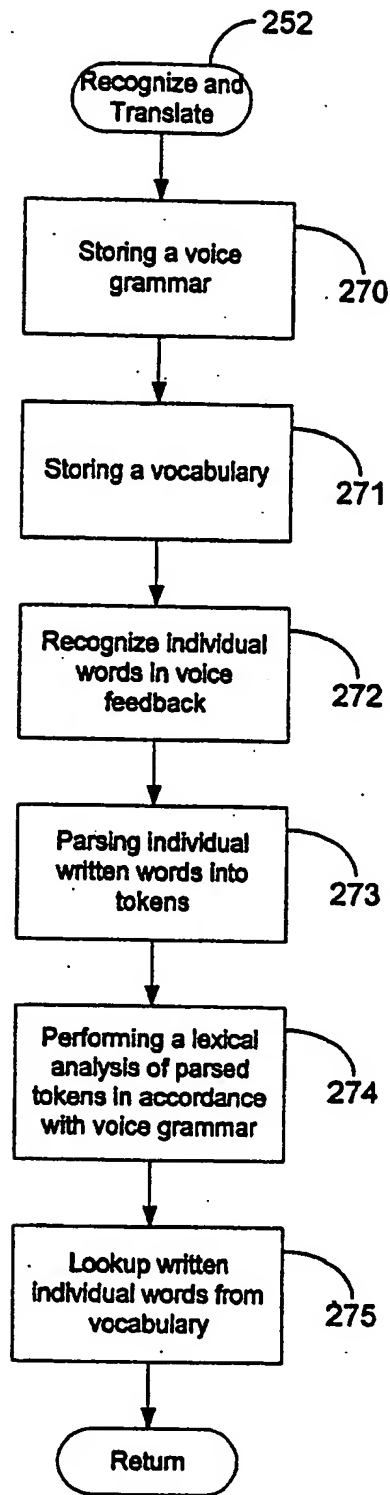 252
Recognize and
Translate
Storing a voice
grammar
270
Storing a vocabulary
271
Recognize individual
words in voice
feedback
272
Parsing individual
written words into
tokens
273
Performing a lexical
analysis of parsed
tokens in accordance
with voice grammar
274
Lookup written
individual words from
vocabulary
275
Return